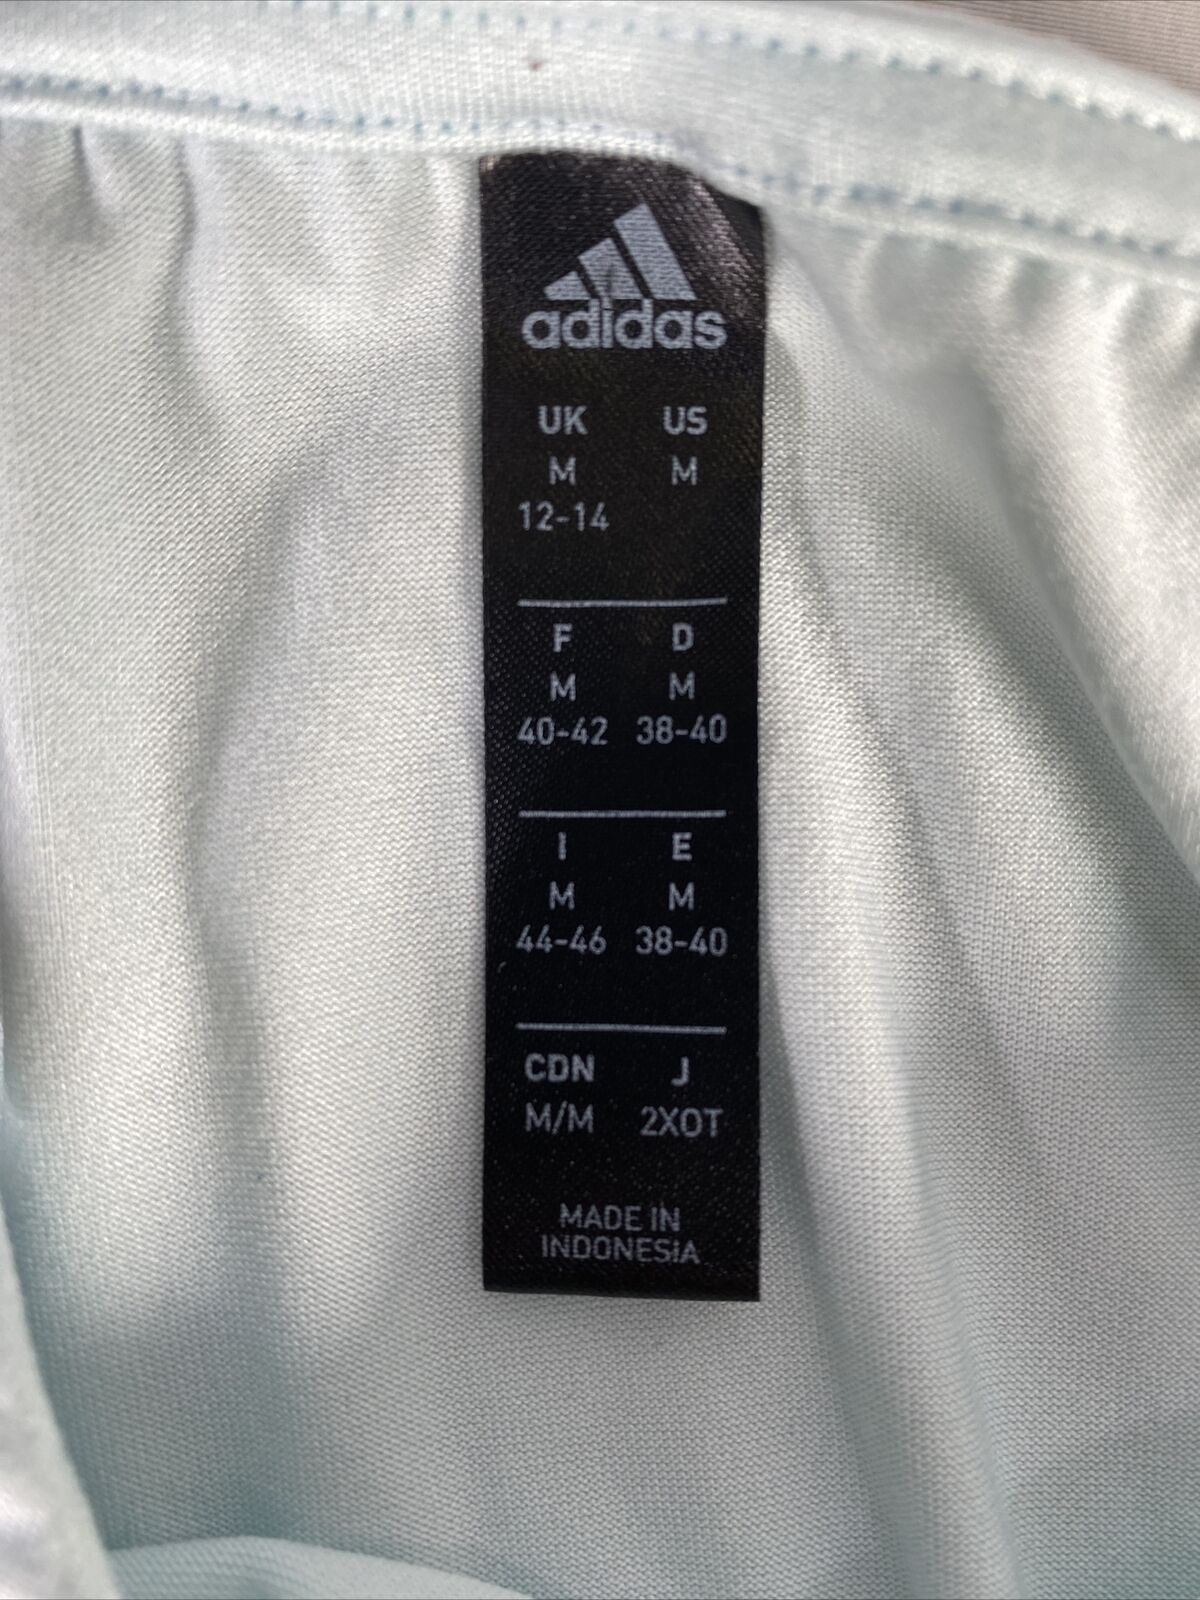 adidas
UK US
M M
12-14
F D
M M
40-42 38-40
I E
M M
44-46 38-40
CDN J
M/M 2XOT
MADE IN
INDONESIA